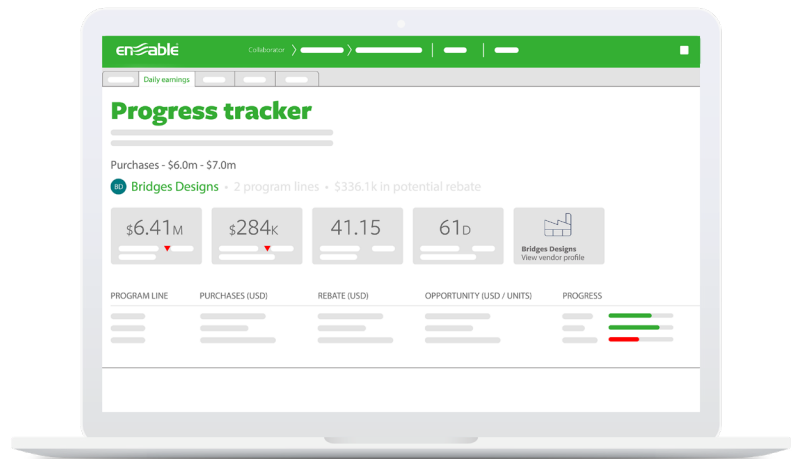 enable
Collaborator
Daily earnings
Progress tracker
Purchases - $6.0m - $7.0m
BD Bridges Designs • 2 program lines • $336.1k in potential rebate
$6.41M $284K 41.15 61D
Bridges Designs
View vendor profile
PROGRAM LINE PURCHASES (USD) REBATE (USD) OPPORTUNITY (USD / UNITS) PROGRESS